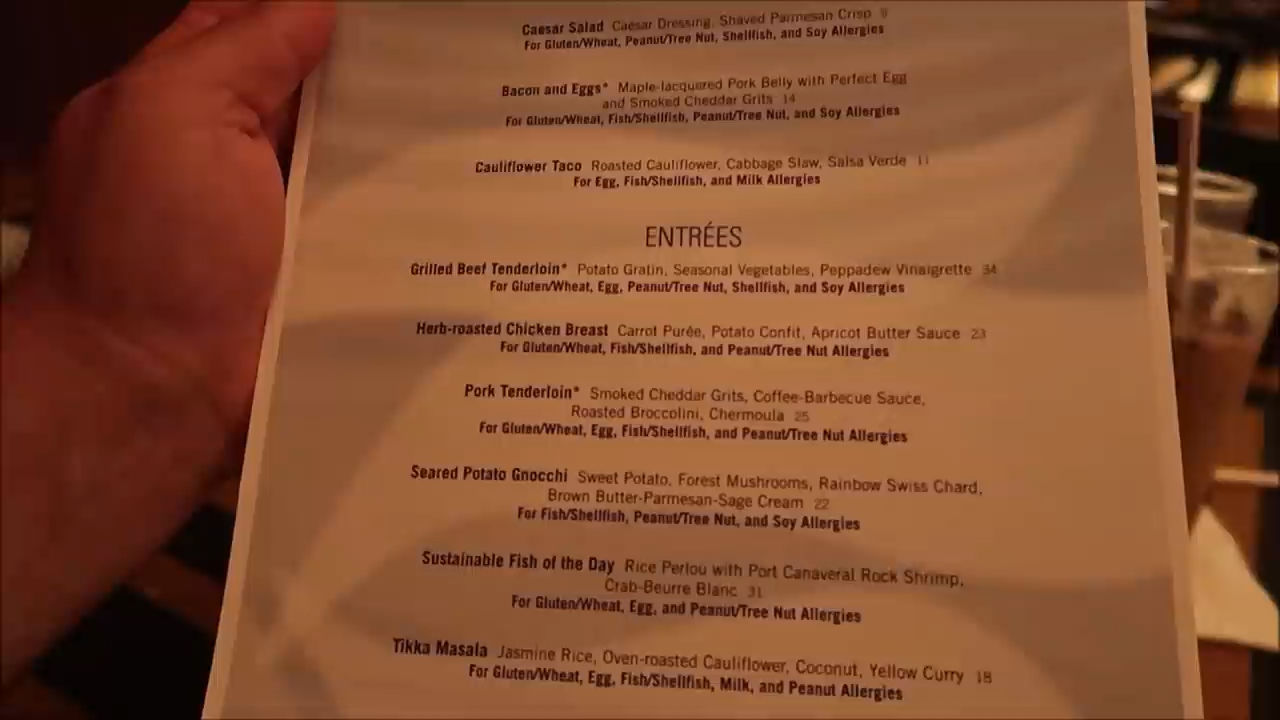 Caesar Salad Caesar Dressing, Shaved Parmesan Crisp
For Gluten/Wheat, Peanut/Tree Nut, Shellfish, and Soy Allergies
Bacon and Eggs* Maple-lacquered Pork Belly with Perfect Egg
and Smoked Cheddar Grits 14
For Gluten/Wheat, Fish/Shellfish, Peanut/Tree Nut, and Soy Allergies
Cauliflower Taco Roasted Cauliflower, Cabbage Slaw, Salsa Verde 11
For Egg, Fish/Shellfish, and Milk Allergies
ENTRÉES
Grilled Beef Tenderloin* Potato Gratin, Seasonal Vegetables, Peppadew Vinaigrette 34
For Gluten/Wheat, Egg, Peanut/Tree Nut, Shellfish, and Soy Allergies
Herb-roasted Chicken Breast Carrot Purée, Potato Confit, Apricot Butter Sauce 23
For Gluten/Wheat, Fish/Shellfish, and Peanut/Tree Nut Allergies
Pork Tenderloin* Smoked Cheddar Grits, Coffee-Barbecue Sauce,
Roasted Broccolini, Chermoula 25
For Gluten/Wheat, Egg, Fish/Shellfish, and Peanut/Tree Nut Allergies
Seared Potato Gnocchi Sweet Potato, Forest Mushrooms, Rainbow Swiss Chard,
Brown Butter-Parmesan-Sage Cream 22
For Fish/Shellfish, Peanut/Tree Nut, and Soy Allergies
Sustainable Fish of the Day Rice Perlou with Port Canaveral Rock Shrimp,
Crab-Beurre Blanc 31
For Gluten/Wheat, Egg, and Peanut/Tree Nut Allergies
Tikka Masala Jasmine Rice, Oven-roasted Cauliflower, Coconut, Yellow Curry 18
For Gluten/Wheat, Egg, Fish/Shellfish, Milk, and Peanut Allergies